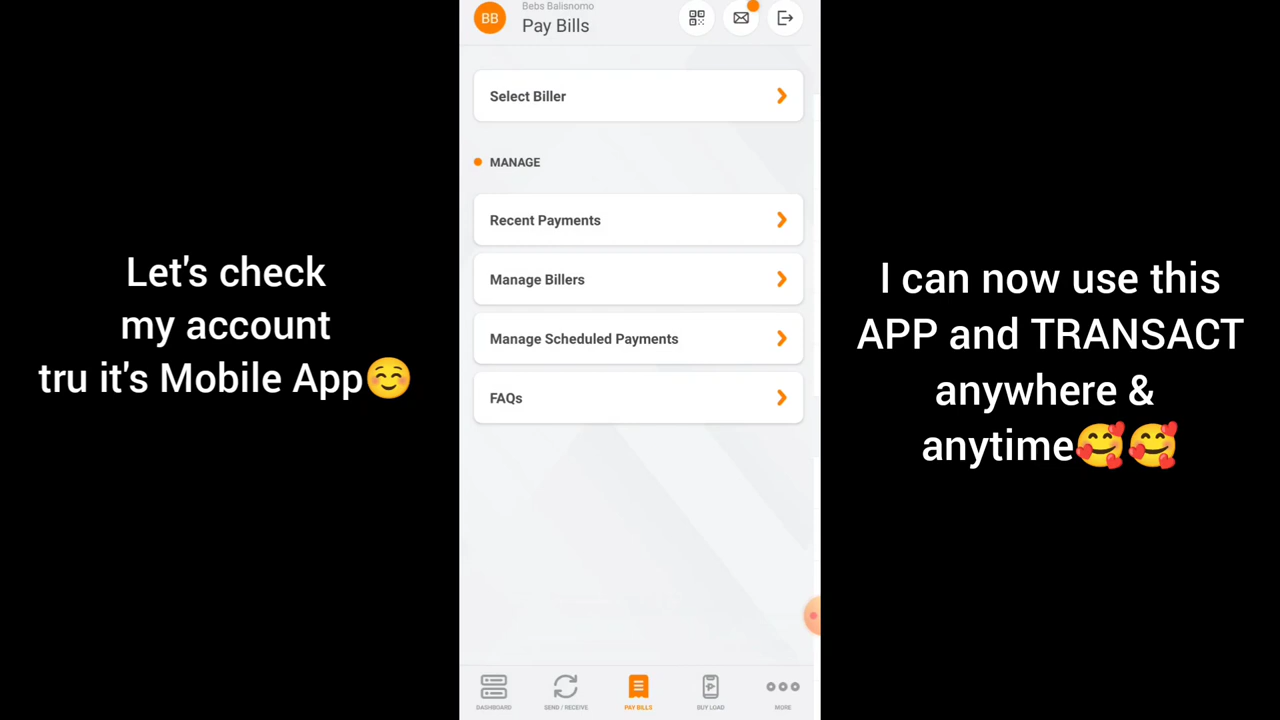 Let's check
my account
tru it's Mobile App☺️
BB
Bebs Balisnomo
Pay Bills
Select Biller
MANAGE
Recent Payments
Manage Billers
Manage Scheduled Payments
FAQs
DASHBOARD
SEND / RECEIVE
PAY BILLS
BUY LOAD
MORE
I can now use this
APP and TRANSACT
anywhere &
anytime🥰🥰